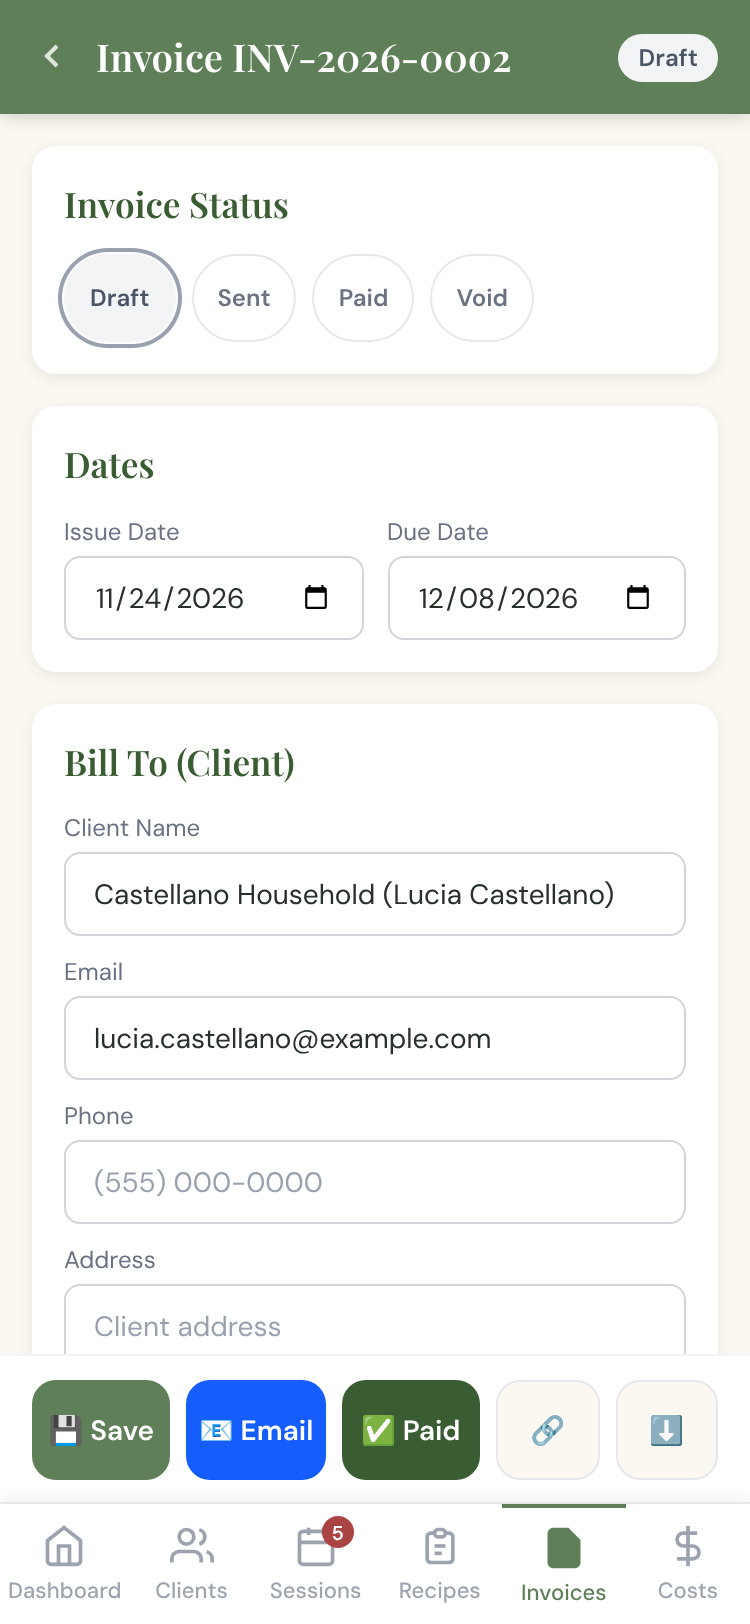 Invoice INV-2026-0002
Draft
Invoice Status
Draft
Sent
Paid
Void
Dates
Issue Date
Due Date
11/24/2026
12/08/2026
Bill To (Client)
Client Name
Castellano Household (Lucia Castellano)
Email
lucia.castellano@example.com
Phone
(555) 000-0000
Address
Client address
Save
Email
Paid
5
Dashboard
Clients
Sessions
Recipes
Invoices
Costs